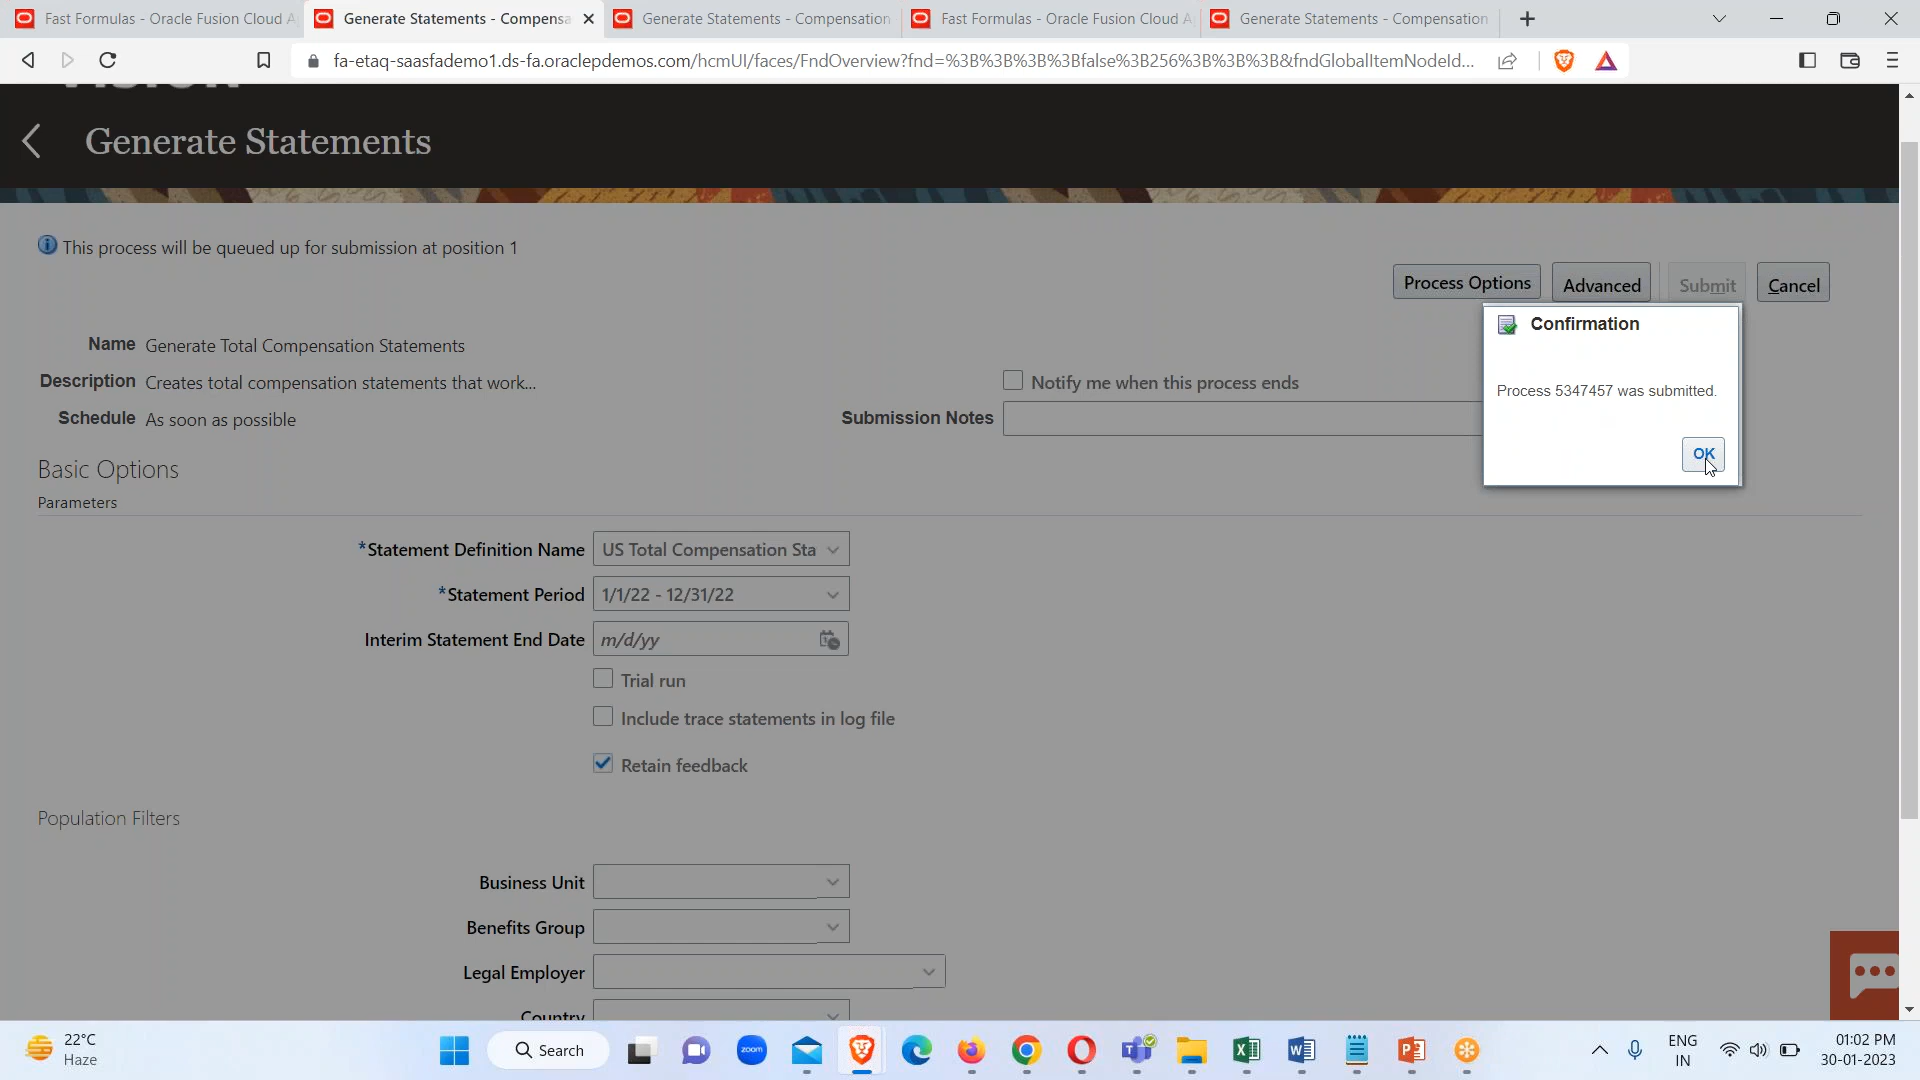 Fast Formulas - Oracle Fusion Cloud A
Generate Statements - Compensa
Generate Statements - Compensation
Fast Formulas - Oracle Fusion Cloud A
Generate Statements - Compensation
fa-etaq-saasfademo1.ds-fa.oraclepdemos.com/hcmUI/faces/FndOverview?fnd=%3B%3B%3B%3Bfalse%3B256%3B%3B%3B&fndGlobalItemNodeId...
Generate Statements
This process will be queued up for submission at position 1
Process Options
Advanced
Submit
Cancel
Confirmation
Process 5347457 was submitted.
OK
Name Generate Total Compensation Statements
Description Creates total compensation statements that work...
Notify me when this process ends
Schedule As soon as possible
Submission Notes
Basic Options
Parameters
*Statement Definition Name US Total Compensation Sta
*Statement Period 1/1/22 - 12/31/22
Interim Statement End Date m/d/yy
Trial run
Include trace statements in log file
Retain feedback
Population Filters
Business Unit
Benefits Group
Legal Employer
Country
22°C
Haze
Search
zoom
ENG
IN
01:02 PM
30-01-2023